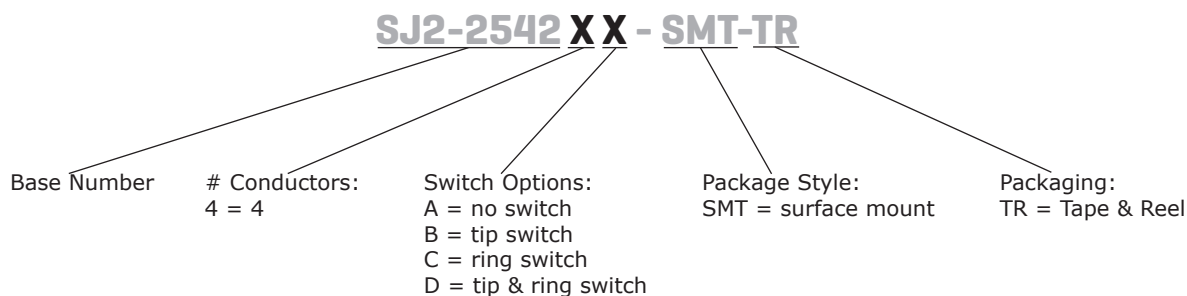 SJ2-2542 X X - SMT-TR
Base Number
# Conductors:
4 = 4
Switch Options:
A = no switch
B = tip switch
C = ring switch
D = tip & ring switch
Package Style:
SMT = surface mount
Packaging:
TR = Tape & Reel